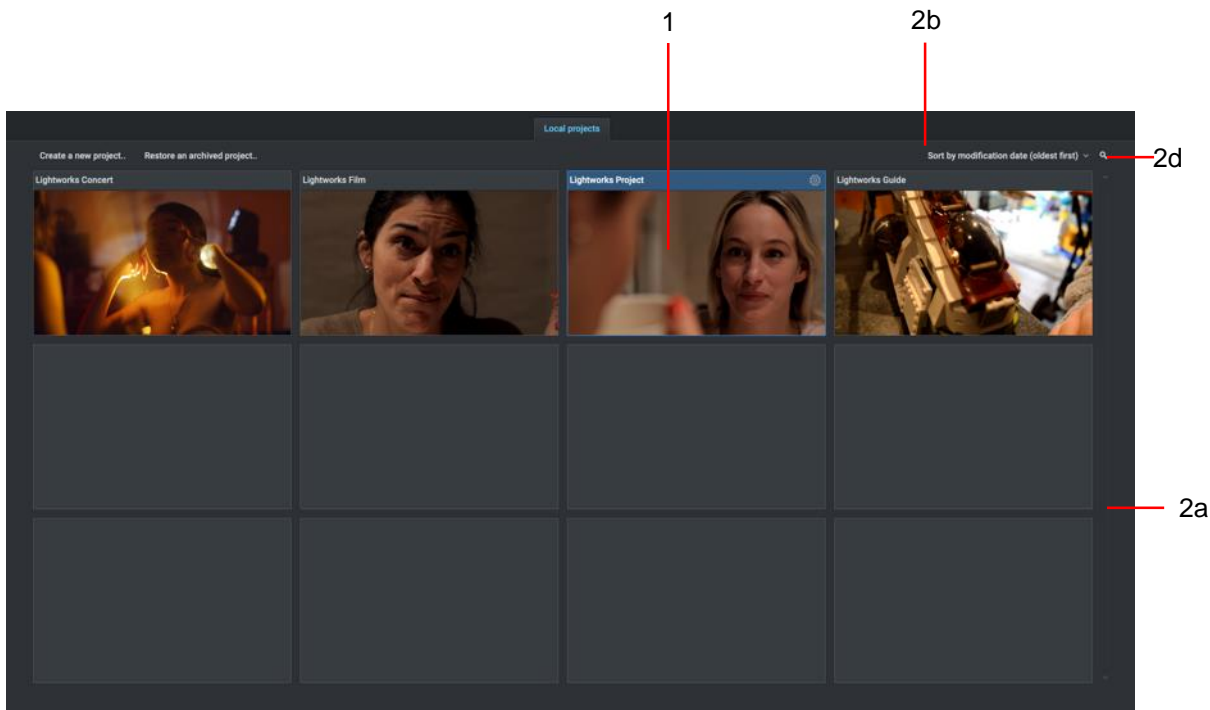 1
2b
Local projects
Create a new project.. Restore an archived project.. Sort by modification date (oldest first)
2d
Lightworks Concert
Lightworks Film
Lightworks Project
Lightworks Guide
2a